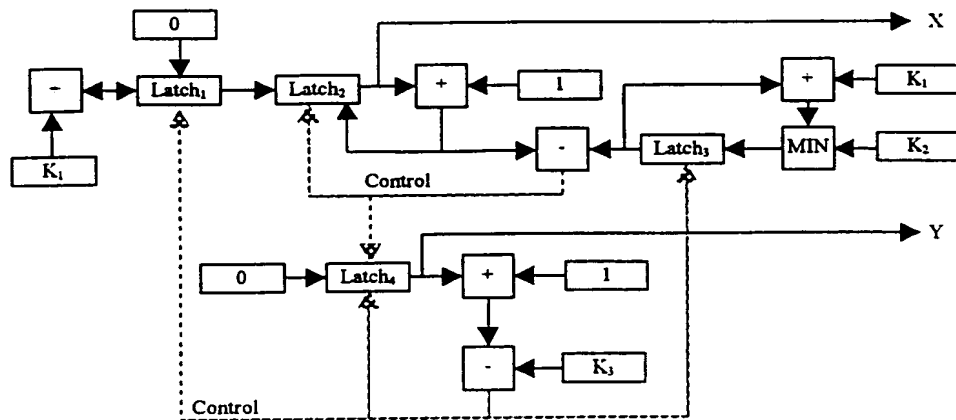 0
X
-
Latch₁
Latch₂
+
1
+
K₁
K₁
-
Latch₃
MIN
K₂
Control
Y
0
Latch₄
+
1
-
K₃
Control